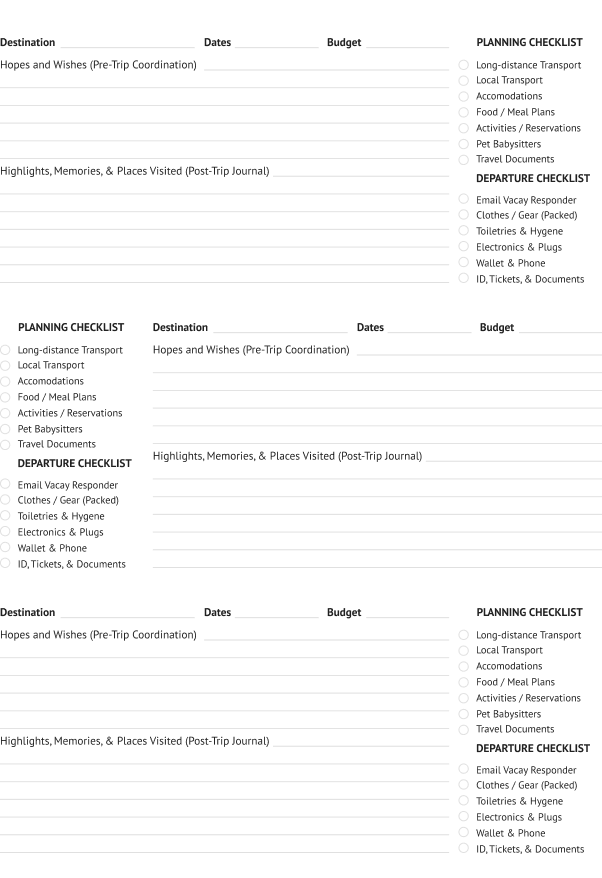 Destination Dates Budget
Hopes and Wishes (Pre-Trip Coordination)
Highlights, Memories, & Places Visited (Post-Trip Journal)
PLANNING CHECKLIST
Long-distance Transport
Local Transport
Accomodations
Food / Meal Plans
Activities / Reservations
Pet Babysitters
Travel Documents
DEPARTURE CHECKLIST
Email Vacay Responder
Clothes / Gear (Packed)
Toiletries & Hygene
Electronics & Plugs
Wallet & Phone
ID, Tickets, & Documents
PLANNING CHECKLIST
Long-distance Transport
Local Transport
Accomodations
Food / Meal Plans
Activities / Reservations
Pet Babysitters
Travel Documents
DEPARTURE CHECKLIST
Email Vacay Responder
Clothes / Gear (Packed)
Toiletries & Hygene
Electronics & Plugs
Wallet & Phone
ID, Tickets, & Documents
Destination Dates Budget
Hopes and Wishes (Pre-Trip Coordination)
Highlights, Memories, & Places Visited (Post-Trip Journal)
Destination Dates Budget
Hopes and Wishes (Pre-Trip Coordination)
Highlights, Memories, & Places Visited (Post-Trip Journal)
PLANNING CHECKLIST
Long-distance Transport
Local Transport
Accomodations
Food / Meal Plans
Activities / Reservations
Pet Babysitters
Travel Documents
DEPARTURE CHECKLIST
Email Vacay Responder
Clothes / Gear (Packed)
Toiletries & Hygene
Electronics & Plugs
Wallet & Phone
ID, Tickets, & Documents